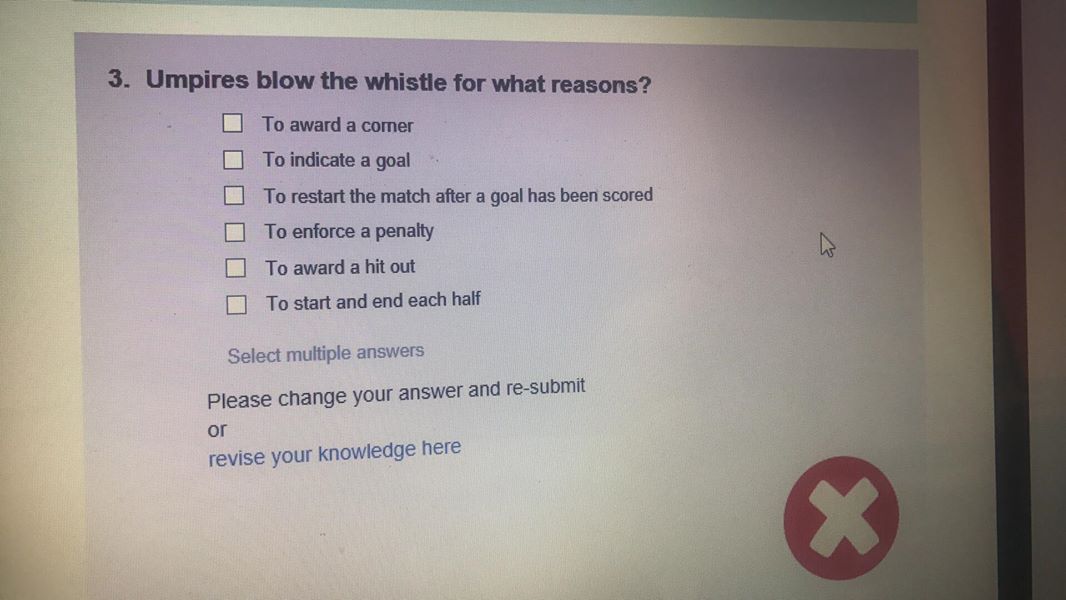 3. Umpires blow the whistle for what reasons?
To award a corner
To indicate a goal
To restart the match after a goal has been scored
To enforce a penalty
To award a hit out
To start and end each half
Select multiple answers
Please change your answer and re-submit
or
revise your knowledge here